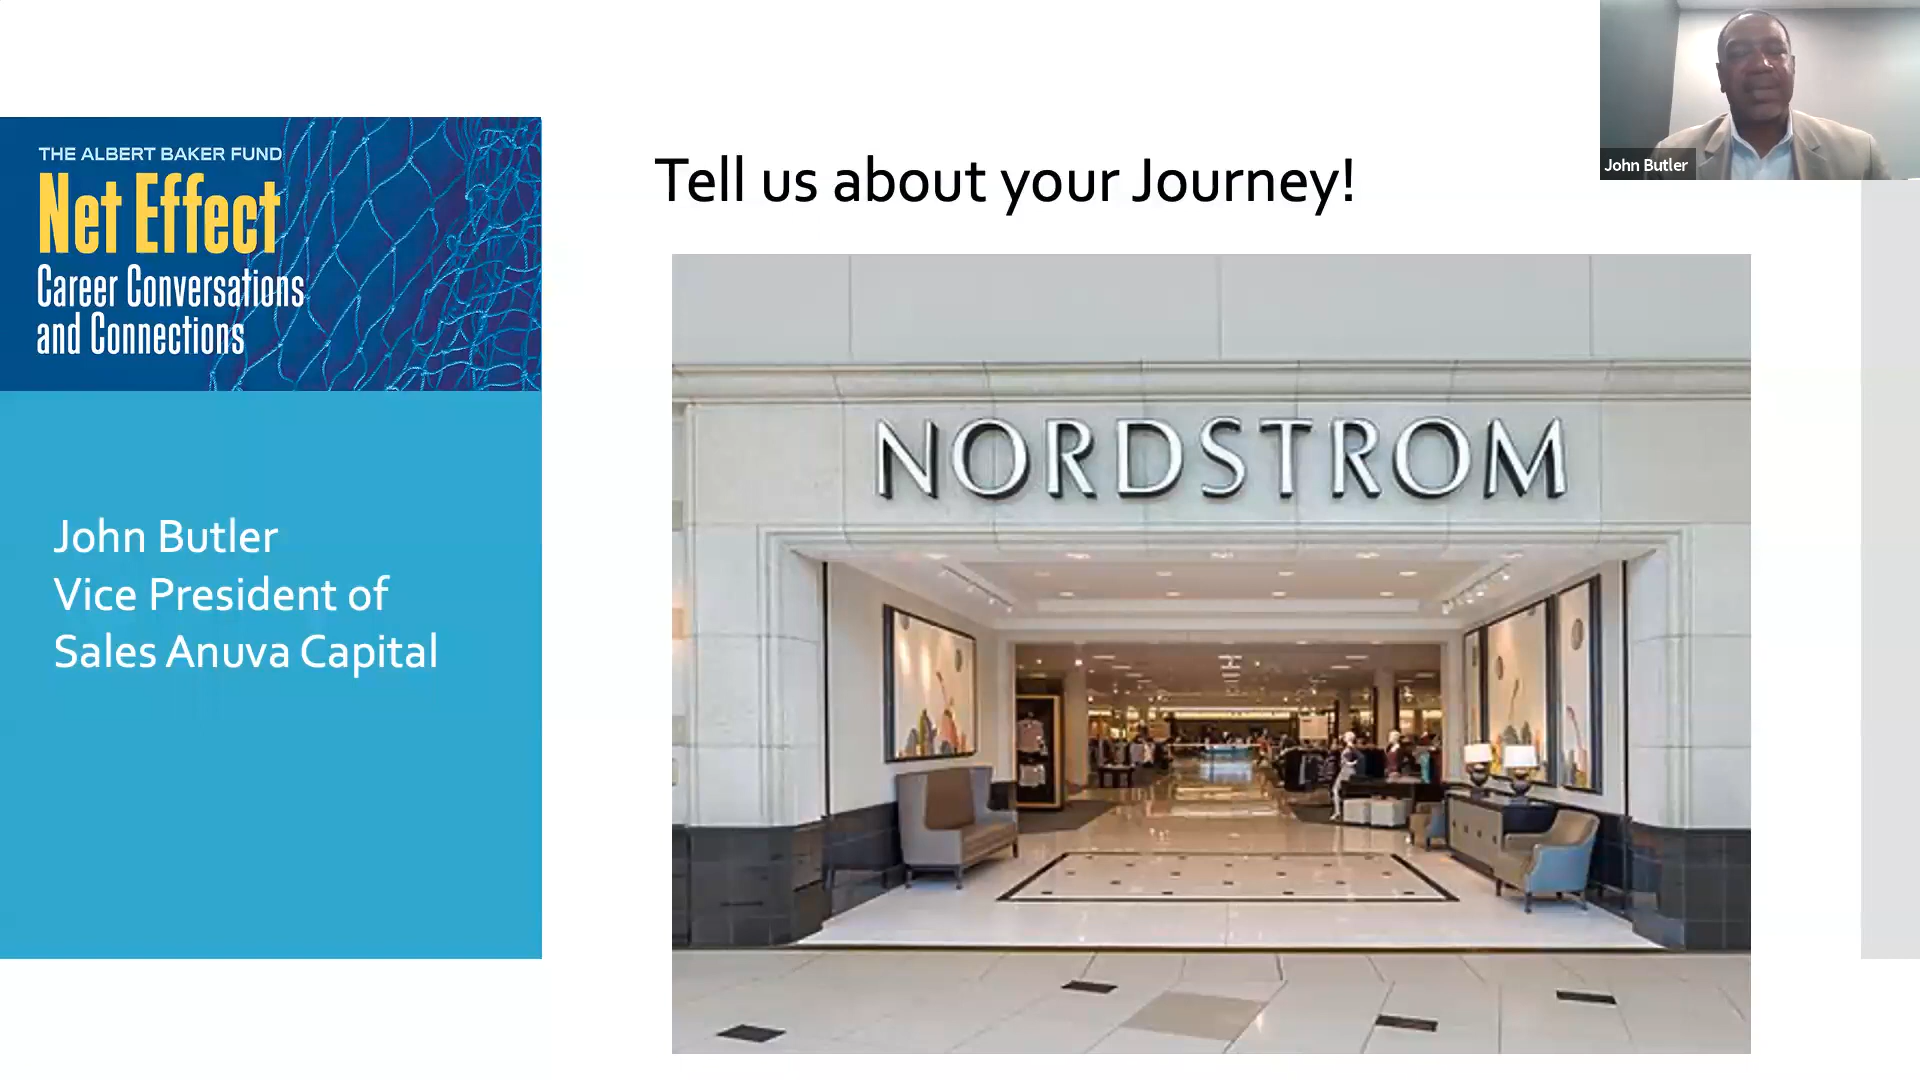 THE ALBERT BAKER FUND
Net Effect
Career Conversations
and Connections
John Butler
Vice President of
Sales Anuva Capital
Tell us about your Journey!
NORDSTROM
John Butler